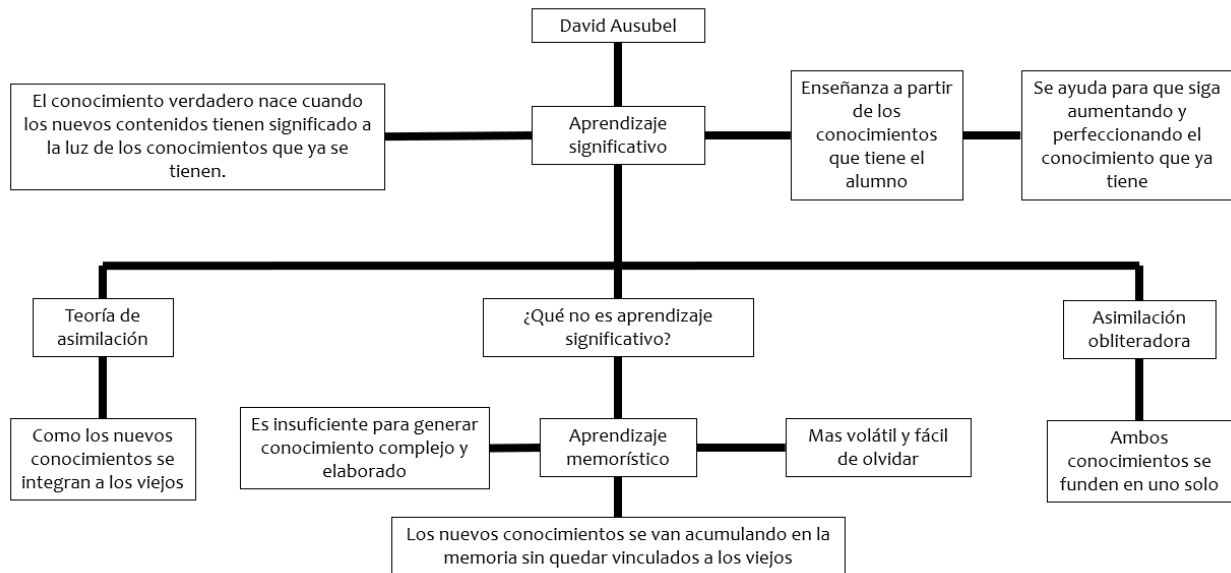 David Ausubel
El conocimiento verdadero nace cuando
los nuevos contenidos tienen significado a
la luz de los conocimientos que ya se
tienen.
Aprendizaje
significativo
Enseñanza a partir
de los
conocimientos
que tiene el
alumno
Se ayuda para que siga
aumentando y
perfeccionando el
conocimiento que ya
tiene
Teoría de
asimilación
¿Qué no es aprendizaje
significativo?
Asimilación
obliteradora
Como los nuevos
conocimientos se
integran a los viejos
Es insuficiente para generar
conocimiento complejo y
elaborado
Aprendizaje
memorístico
Mas volátil y fácil
de olvidar
Ambos
conocimientos se
funden en uno solo
Los nuevos conocimientos se van acumulando en la
memoria sin quedar vinculados a los viejos